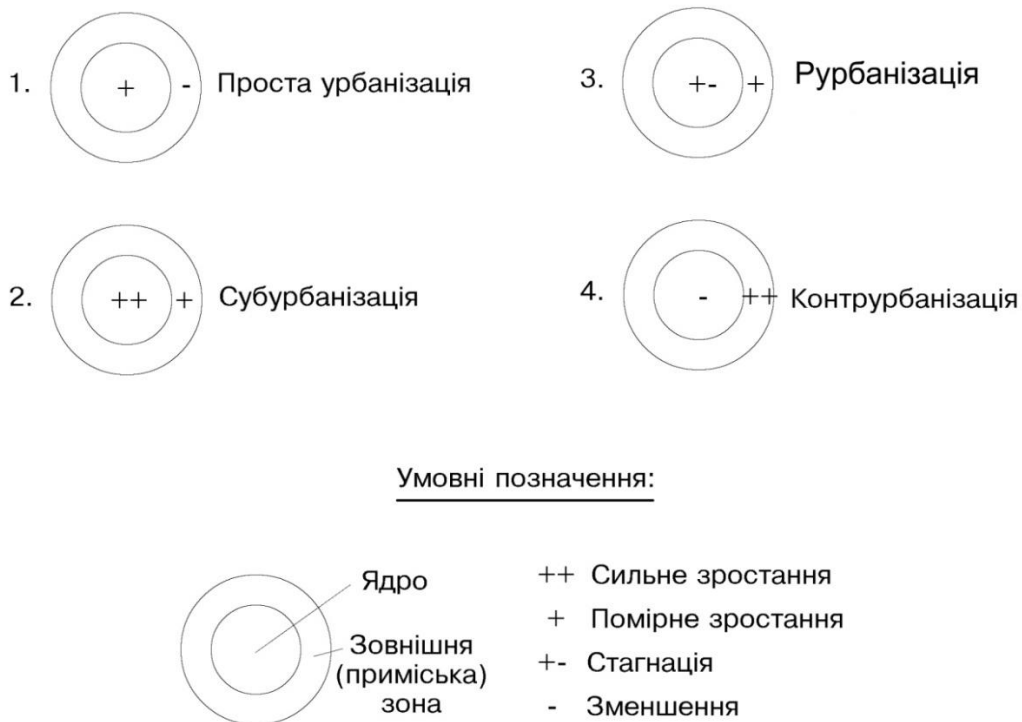 1. + - Проста урбанізація
2. ++ + Субурбанізація
3. +- + Рурбанізація
4. - ++ Контрурбанізація
Умовні позначення:
Ядро
Зовнішня
(приміська)
зона
++ Сильне зростання
+ Помірне зростання
+- Стагнація
- Зменшення